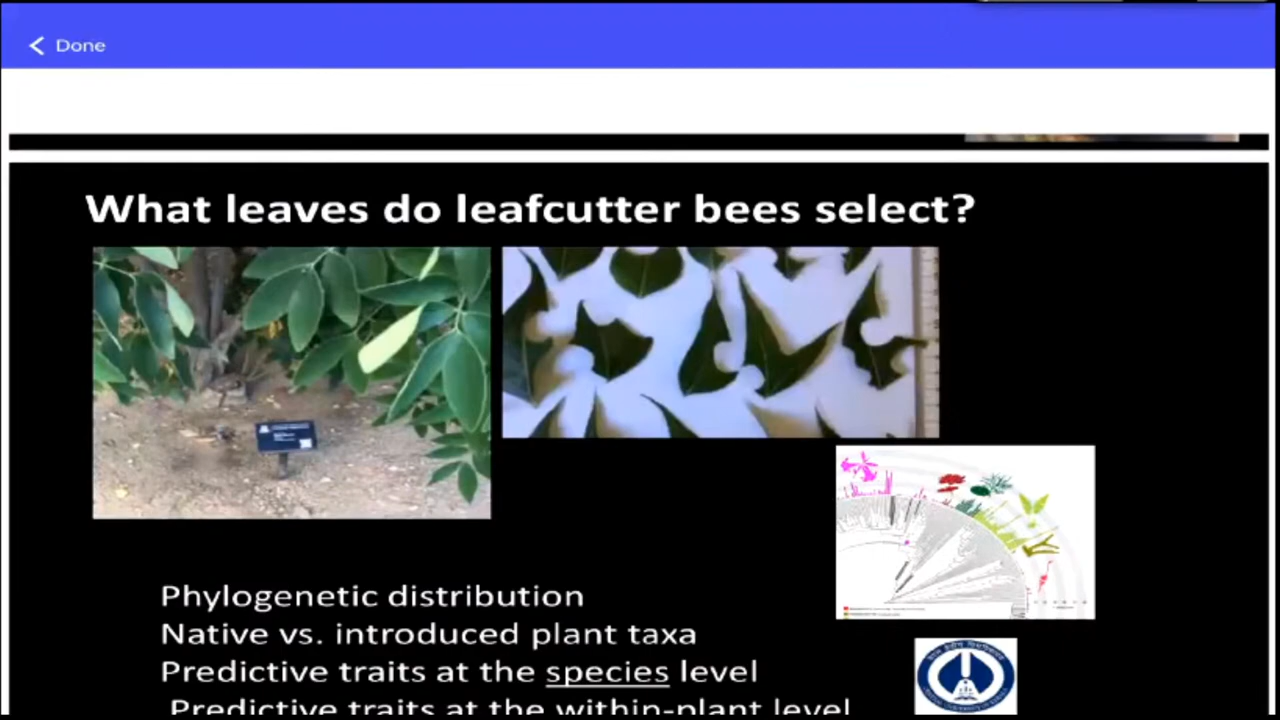 Done
What leaves do leafcutter bees select?
Phylogenetic distribution
Native vs. introduced plant taxa
Predictive traits at the species level
Predictive traits at the within-plant level